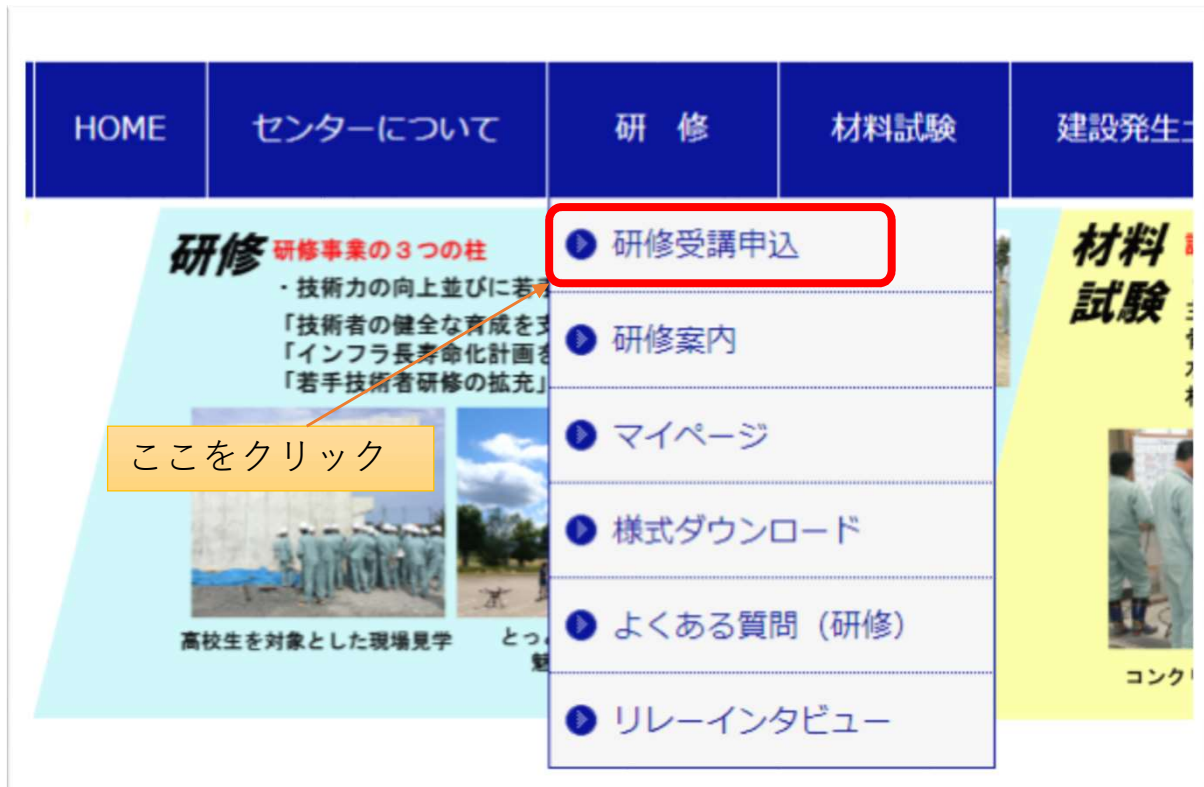 HOME センターについて 研 修 材料試験 建設発生
研修 研修事業の３つの柱
・技術力の向上並びに若
「技術者の健全な育成を支
「インフラ長寿命化計画を
「若手技術者研修の拡充」
ここをクリック
高校生を対象とした現場見学
とっ
魅
研修受講申込
研修案内
マイページ
様式ダウンロード
よくある質問（研修）
リレーインタビュー
材料
試験
コンク